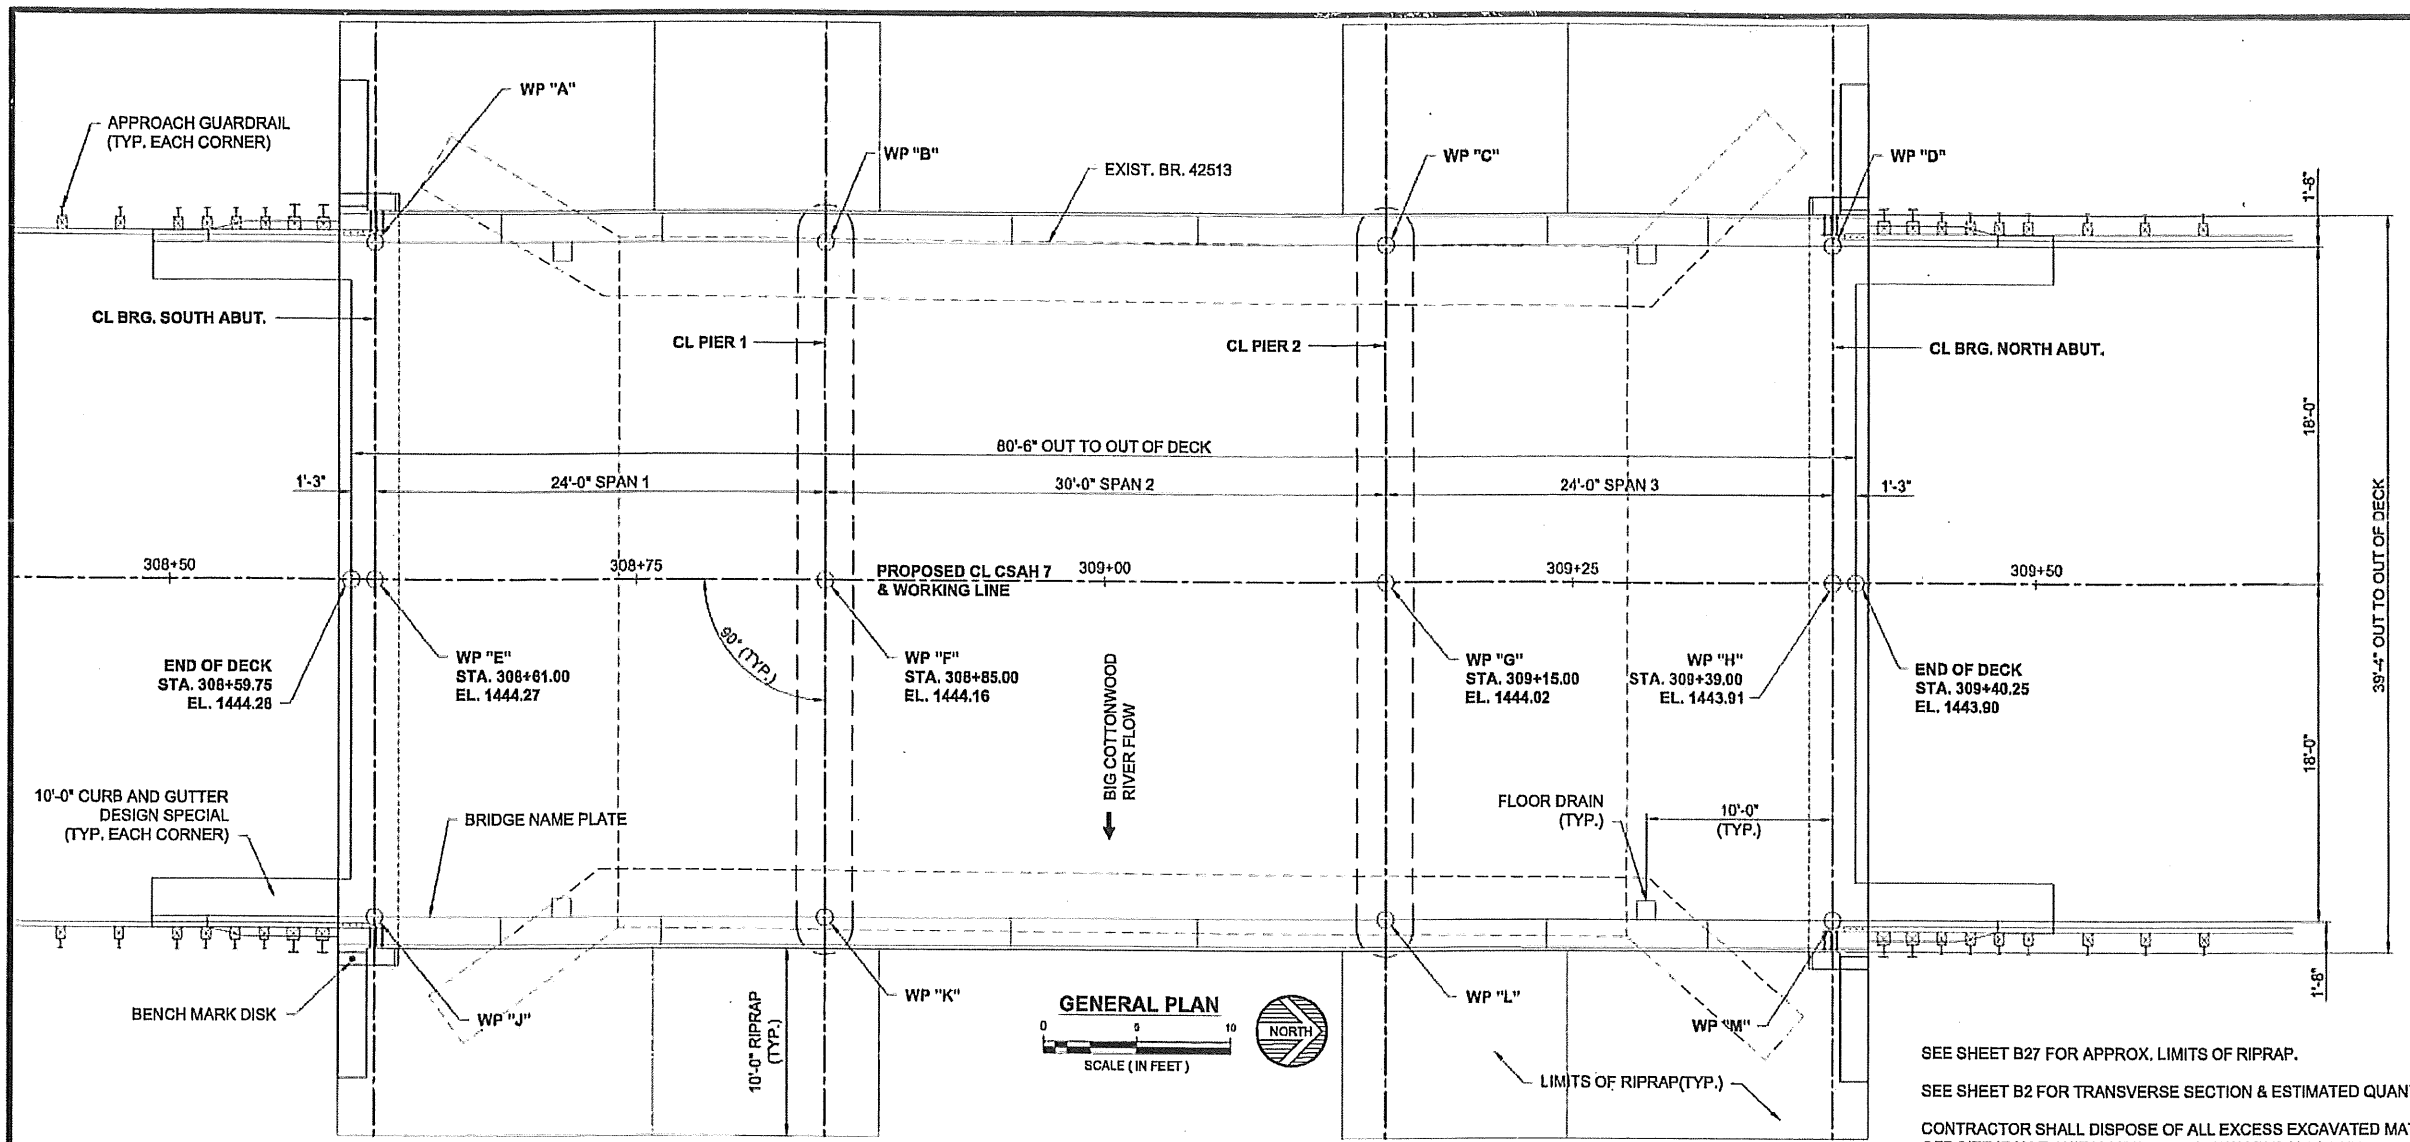 WP "A"
APPROACH GUARDRAIL
(TYP. EACH CORNER)
WP "B"
EXIST. BR. 42513
WP "C"
WP "D"
1'-8"
CL BRG. SOUTH ABUT.
CL PIER 1
CL PIER 2
CL BRG. NORTH ABUT.
18'-0"
80'-6" OUT TO OUT OF DECK
1'-3"
24'-0" SPAN 1
30'-0" SPAN 2
24'-0" SPAN 3
1'-3"
39'-4" OUT TO OUT OF DECK
308+50
308+75
PROPOSED CL CSAH 7
& WORKING LINE
309+00
309+25
309+50
90° (TYP.)
END OF DECK
STA. 308+59.75
EL. 1444.28
WP "E"
STA. 308+61.00
EL. 1444.27
WP "F"
STA. 308+85.00
EL. 1444.16
WP "G"
STA. 309+15.00
EL. 1444.02
WP "H"
STA. 309+39.00
EL. 1443.91
END OF DECK
STA. 309+40.25
EL. 1443.90
BIG COTTONWOOD
RIVER FLOW
18'-0"
10'-0" CURB AND GUTTER
DESIGN SPECIAL
(TYP. EACH CORNER)
BRIDGE NAME PLATE
FLOOR DRAIN
(TYP.)
10'-0"
(TYP.)
BENCH MARK DISK
WP "J"
10'-0" RIPRAP
(TYP.)
WP "K"
GENERAL PLAN
0 5 10
SCALE ( IN FEET )
NORTH
WP "L"
WP "M"
1'-8"
LIMITS OF RIPRAP(TYP.)
SEE SHEET B27 FOR APPROX. LIMITS OF RIPRAP.
SEE SHEET B2 FOR TRANSVERSE SECTION & ESTIMATED QUAN
CONTRACTOR SHALL DISPOSE OF ALL EXCESS EXCAVATED MA